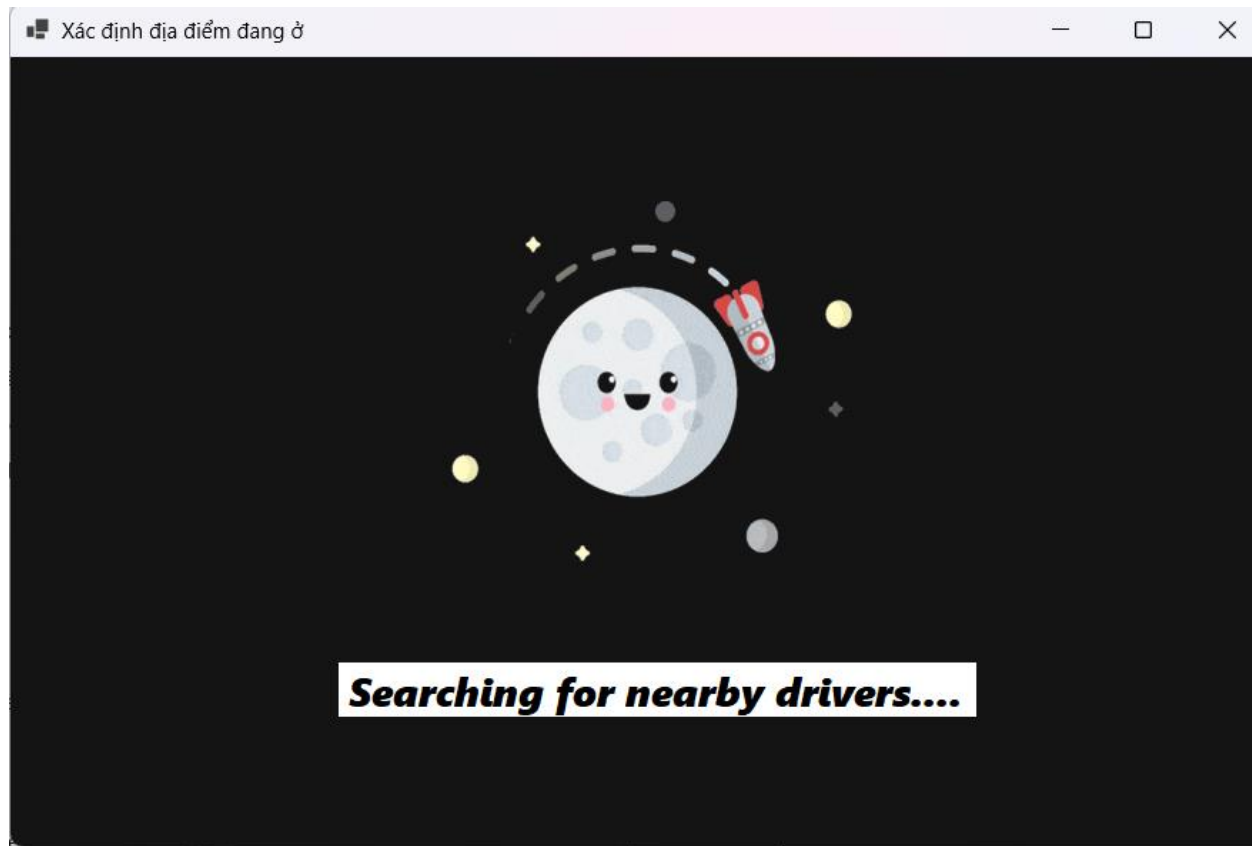 Xác định địa điểm đang ở
Searching for nearby drivers....